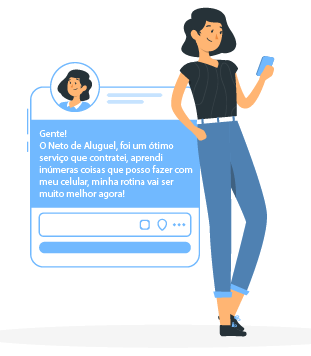 Gente!
O Neto de Aluguel, foi um ótimo
serviço que contratei, aprendi
inúmeras coisas que posso fazer com
meu celular, minha rotina vai ser
muito melhor agora!